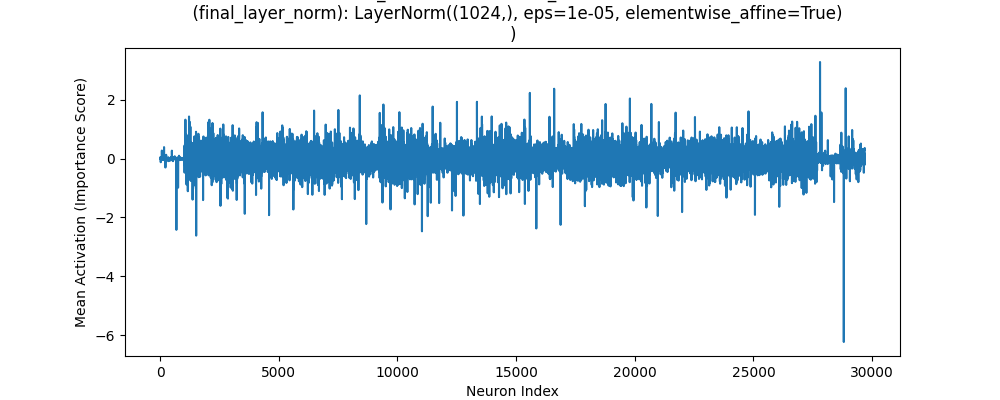 (final_layer_norm): LayerNorm((1024,), eps=1e-05, elementwise_affine=True)
)
Mean Activation (Importance Score)
2
0
−2
−4
−6
0 5000 10000 15000 20000 25000 30000
Neuron Index